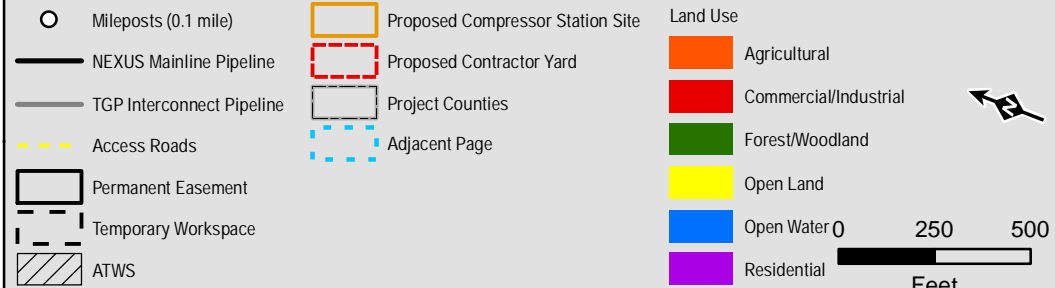 Mileposts (0.1 mile)
NEXUS Mainline Pipeline
TGP Interconnect Pipeline
Access Roads
Permanent Easement
Temporary Workspace
ATWS
Proposed Compressor Station Site
Proposed Contractor Yard
Project Counties
Adjacent Page
Land Use
Agricultural
Commercial/Industrial
Forest/Woodland
Open Land
Open Water
Residential
N
0 250 500
Feet